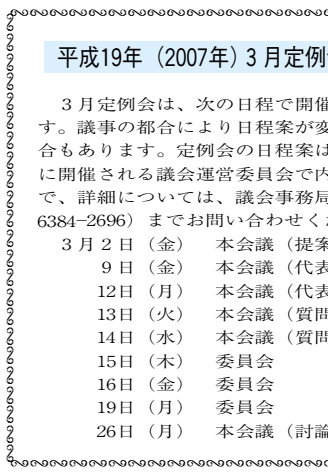 平成19年（2007年）3月定例
3月定例会は、次の日程で開催
す。議事の都合により日程案が変
合もあります。定例会の日程案は
に開催される議会運営委員会で内
で、詳細については、議会事務局
6384-2696）までお問い合わせく
3月2日（金） 本会議（提案
9日（金） 本会議（代表
12日（月） 本会議（代表
13日（火） 本会議（質問
14日（水） 本会議（質問
15日（木） 委員会
16日（金） 委員会
19日（月） 委員会
26日（月） 本会議（討論